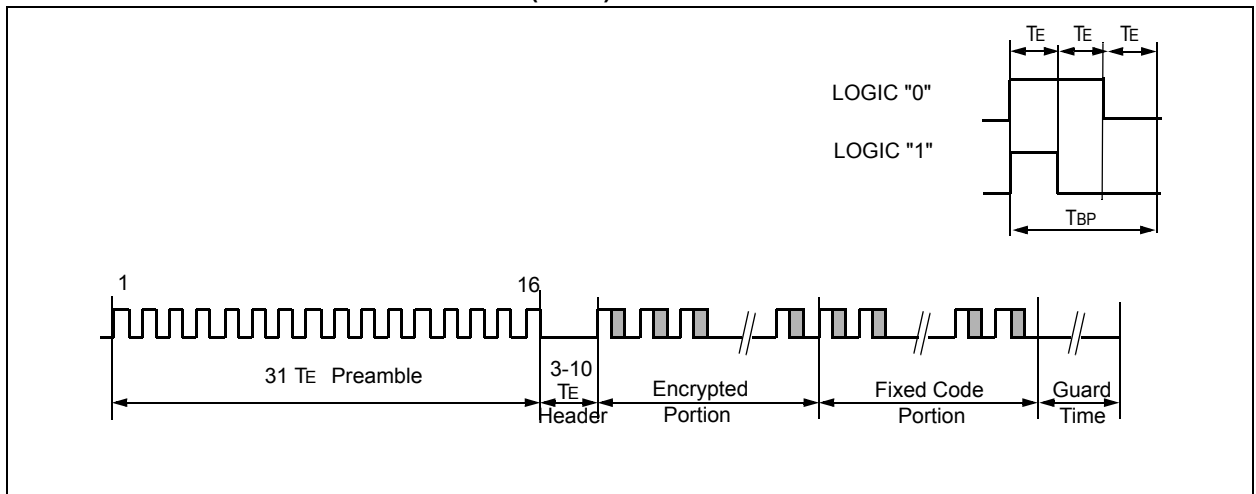 TE TE TE
LOGIC "0"
LOGIC "1"
TBP
1
16
31 TE Preamble
3-10
TE
Header
Encrypted
Portion
Fixed Code
Portion
Guard
Time